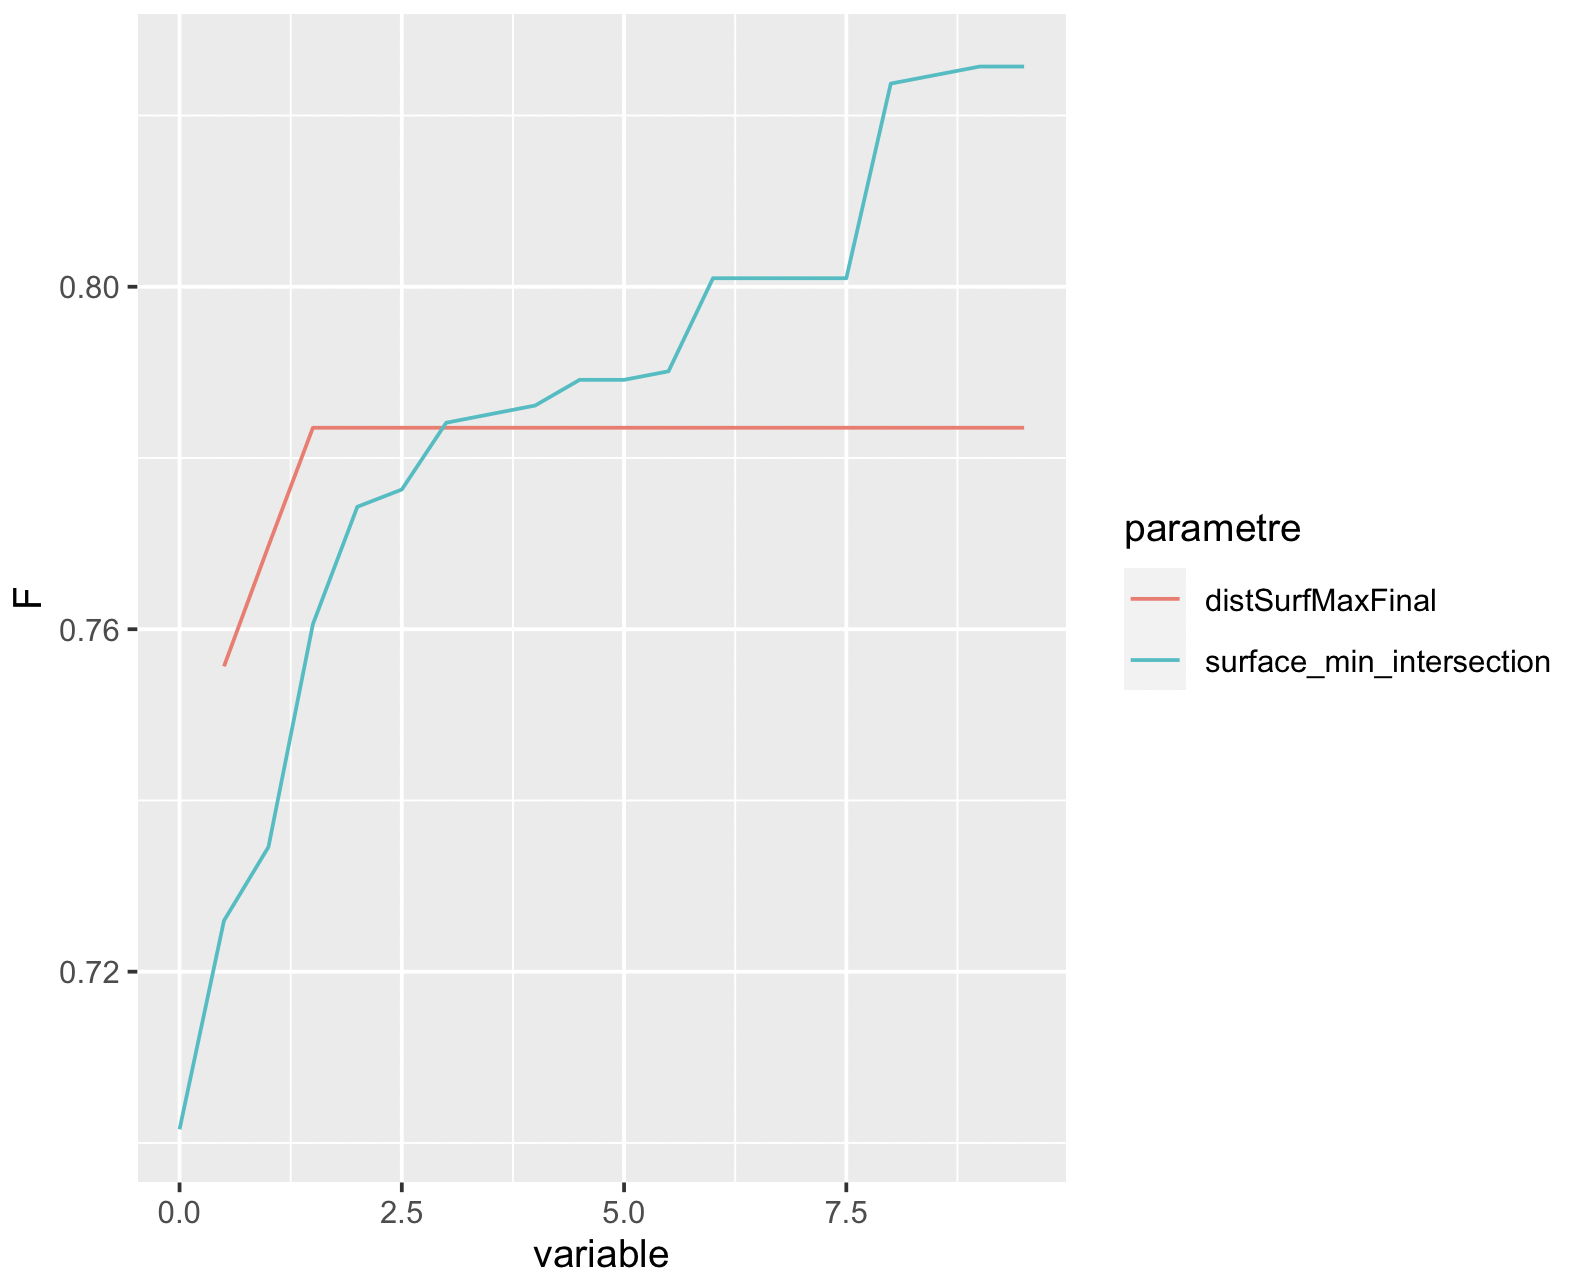 F
0.80
0.76
0.72
0.0 2.5 5.0 7.5
variable
parametre
distSurfMaxFinal
surface_min_intersection